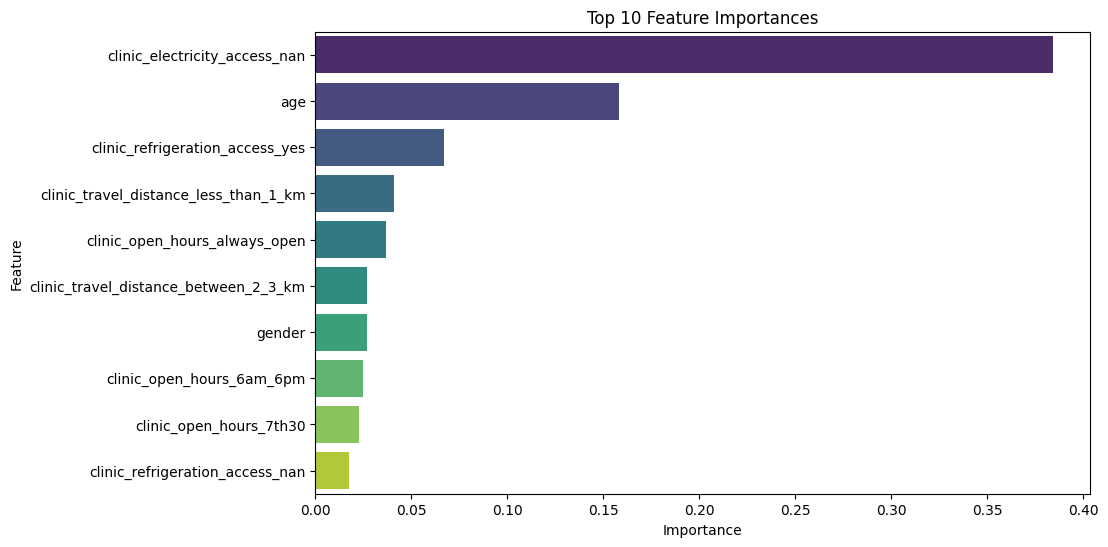 Top 10 Feature Importances
Feature
clinic_electricity_access_nan
age
clinic_refrigeration_access_yes
clinic_travel_distance_less_than_1_km
clinic_open_hours_always_open
clinic_travel_distance_between_2_3_km
gender
clinic_open_hours_6am_6pm
clinic_open_hours_7th30
clinic_refrigeration_access_nan
0.00 0.05 0.10 0.15 0.20 0.25 0.30 0.35 0.40
Importance